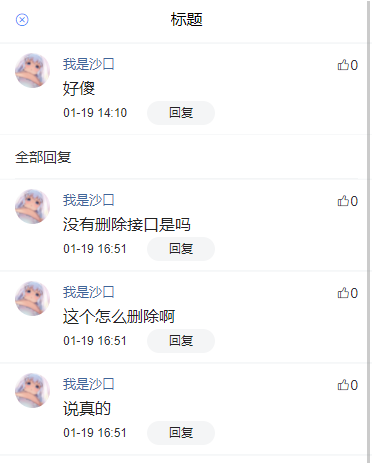 标题
我是沙口
0
好傻
01-19 14:10 回复
全部回复
我是沙口
0
没有删除接口是吗
01-19 16:51 回复
我是沙口
0
这个怎么删除啊
01-19 16:51 回复
我是沙口
0
说真的
01-19 16:51 回复